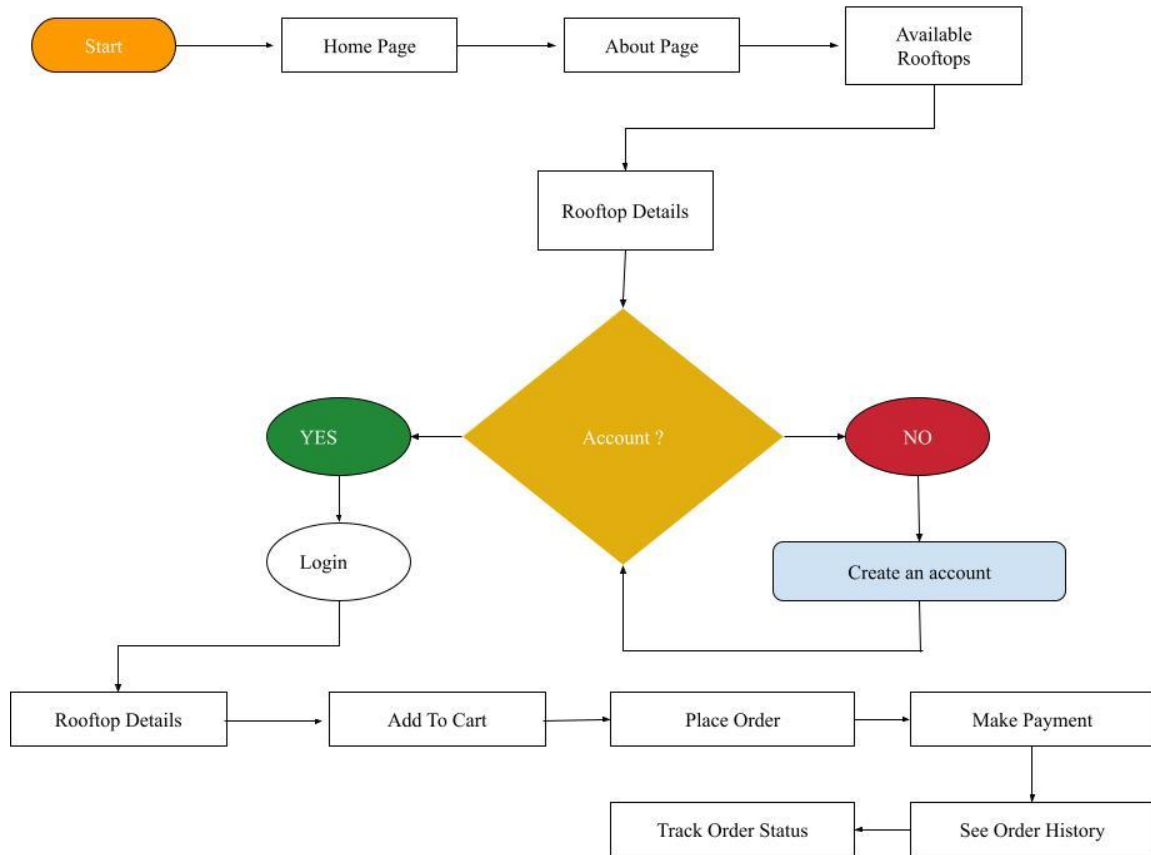 Start
Home Page
About Page
Available
Rooftops
Rooftop Details
YES
Account ?
NO
Login
Create an account
Rooftop Details
Add To Cart
Place Order
Make Payment
Track Order Status
See Order History